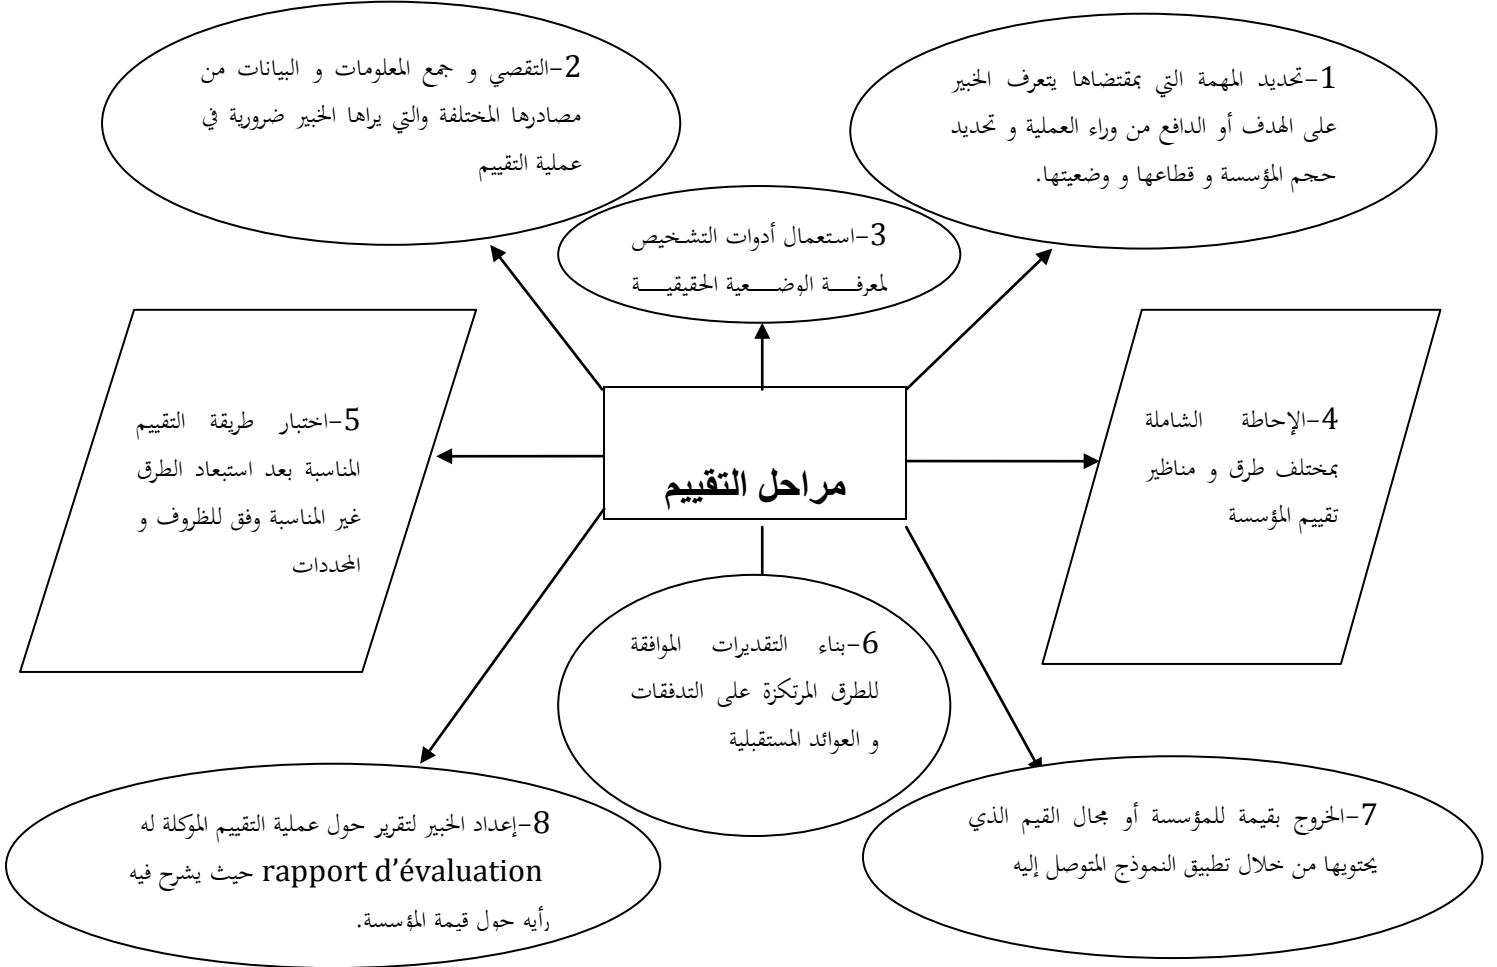 1-تحديد المهمة التي بمقتضاها يتعرف الخبير
على الهدف أو الدافع من وراء العملية و تحديد
حجم المؤسسة و قطاعها و وضعيتها.
2-التقصي و جمع المعلومات و البيانات من
مصادرها المختلفة والتي يراها الخبير ضرورية في
عملية التقييم
3-استعمال أدوات التشخيص
لمعرفــــة الوضــــعية الحقيقيــــة
4-الإحاطة الشاملة
بمختلف طرق و مناظير
تقييم المؤسسة
5-اختبار طريقة التقييم
المناسبة بعد استبعاد الطرق
غير المناسبة وفق للظروف و
المحددات
مراحل التقييم
6-بناء التقديرات الموافقة
للطرق المرتكزة على التدفقات
و العوائد المستقبلية
7-الخروج بقيمة للمؤسسة أو مجال القيم الذي
يحتويها من خلال تطبيق النموذج المتوصل إليه
8-إعداد الخبير لتقرير حول عملية التقييم الموكلة له
rapport d’évaluation حيث يشرح فيه
رأيه حول قيمة المؤسسة.